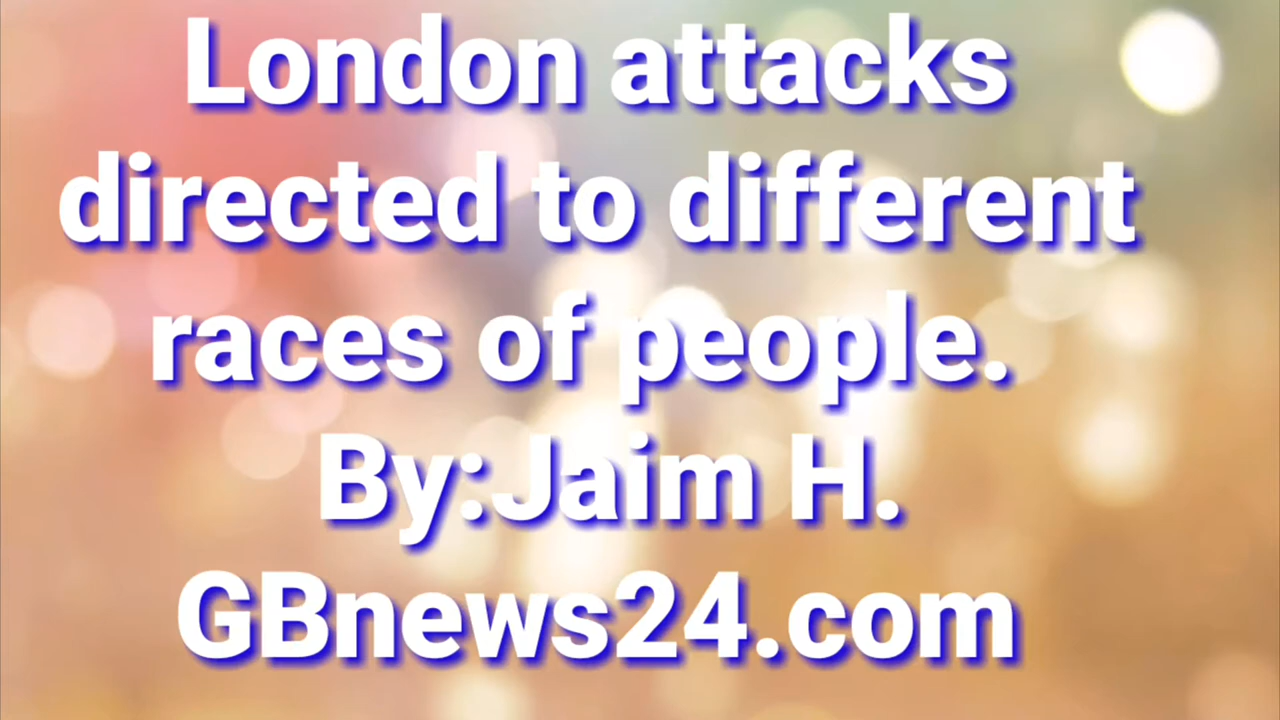 London attacks
directed to different
races of people.
By:Jaim H.
GBnews24.com